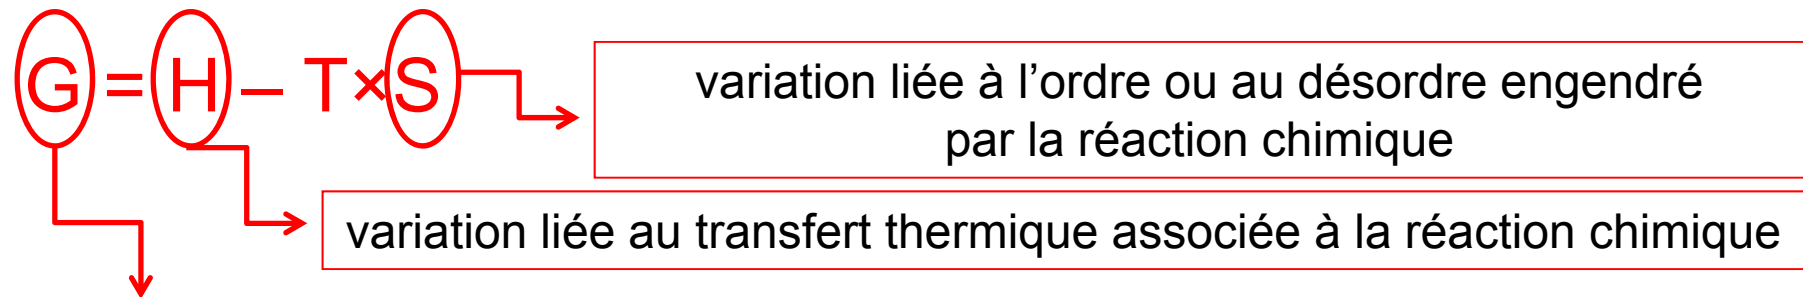 G = H – T×S
variation liée à l’ordre ou au désordre engendré
par la réaction chimique
variation liée au transfert thermique associée à la réaction chimique